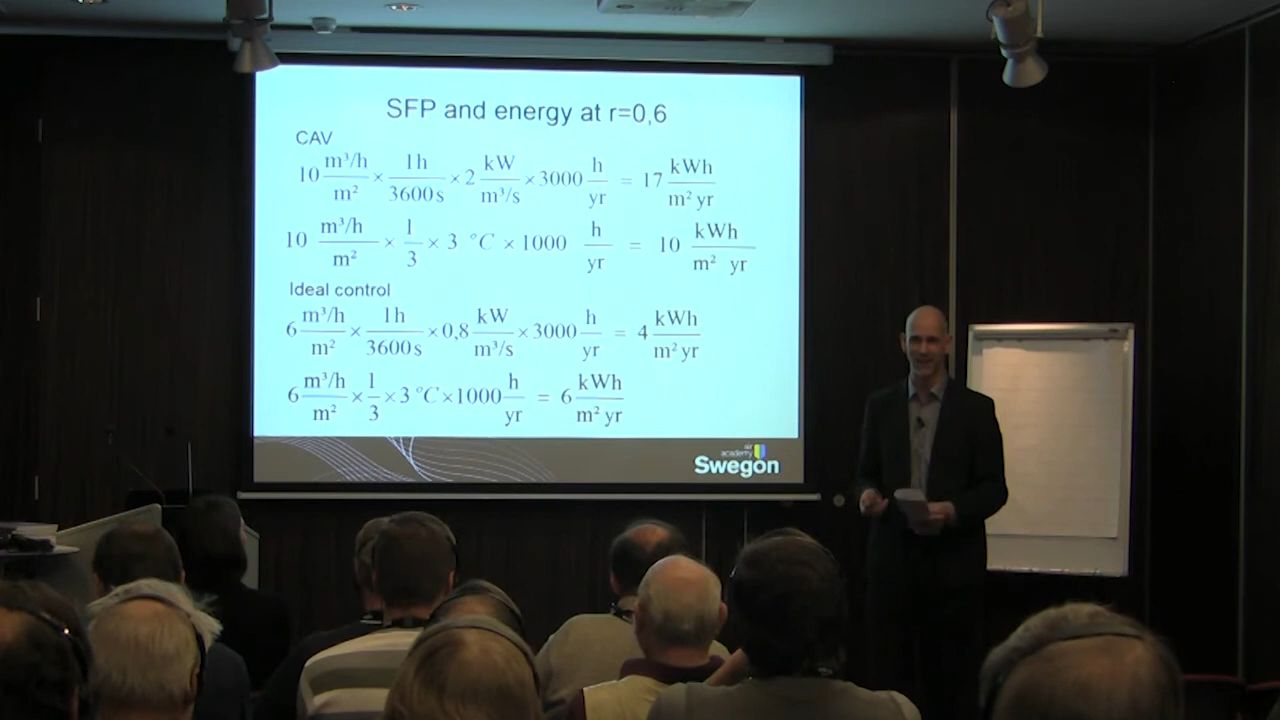 SFP and energy at r=0,6
CAV
10 m³/h / m² × 1h / 3600 s × 2 kW / m³/s × 3000 h / yr = 17 kWh / m² yr
10 m³/h / m² × 1 / 3 × 3 °C × 1000 h / yr = 10 kWh / m² yr
Ideal control
6 m³/h / m² × 1h / 3600 s × 0,8 kW / m³/s × 3000 h / yr = 4 kWh / m² yr
6 m³/h / m² × 1 / 3 × 3 °C × 1000 h / yr = 6 kWh / m² yr
air
academy
Swegon